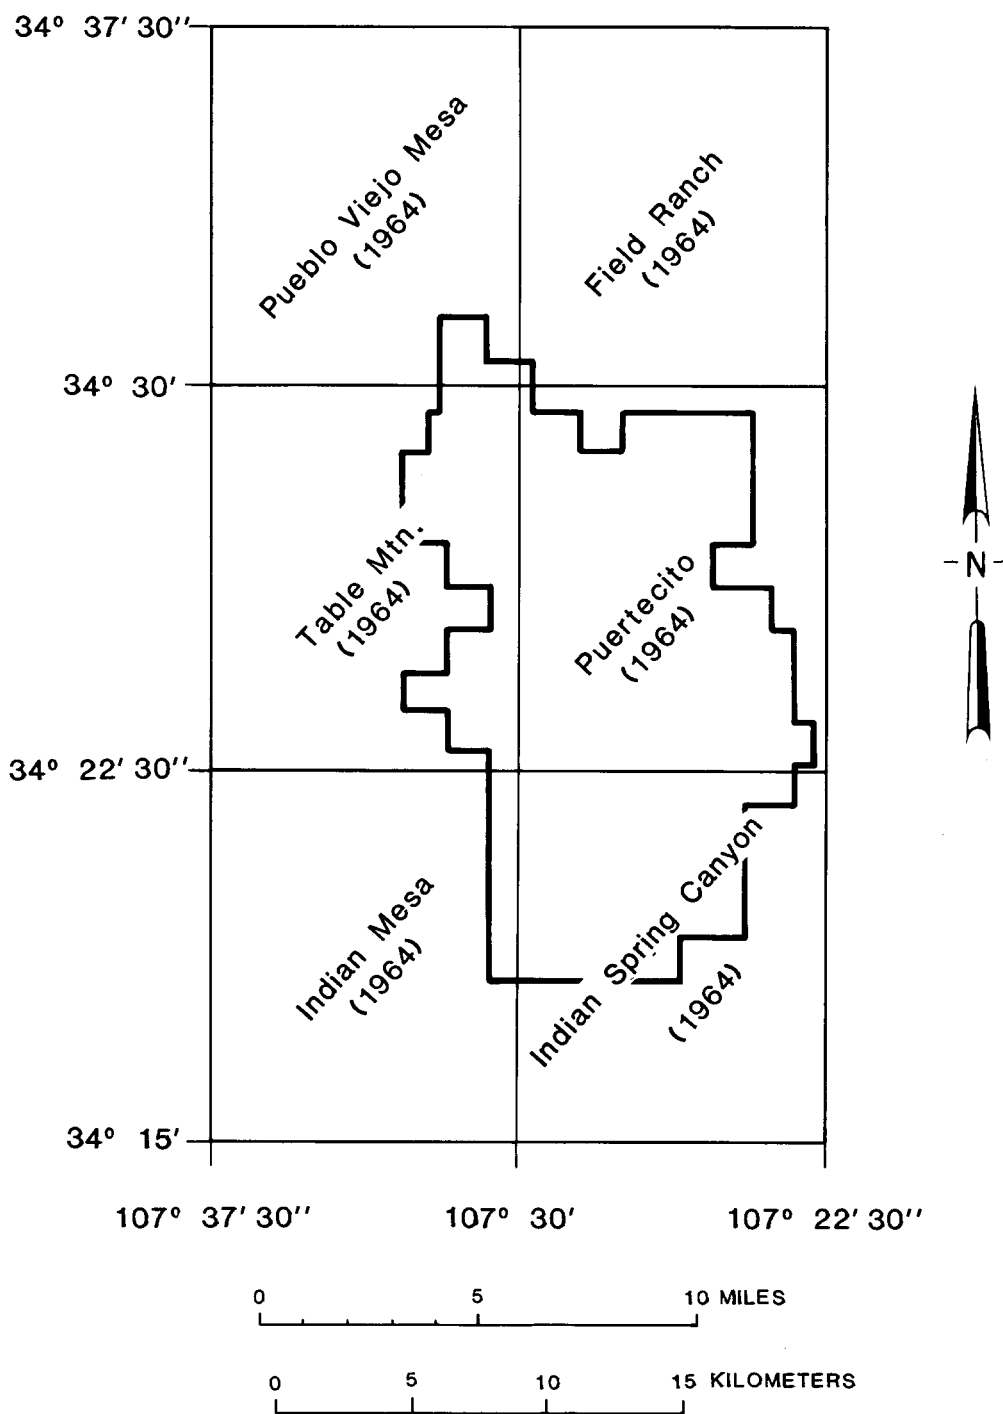 34° 37' 30''
Pueblo Viejo Mesa
(1964)
Field Ranch
(1964)
34° 30'
Table Mtn.
(1964)
Puertecito
(1964)
-N-
34° 22' 30''
Indian Mesa
(1964)
Indian Spring Canyon
(1964)
34° 15'
107° 37' 30''
107° 30'
107° 22' 30''
0 5 10 MILES
0 5 10 15 KILOMETERS